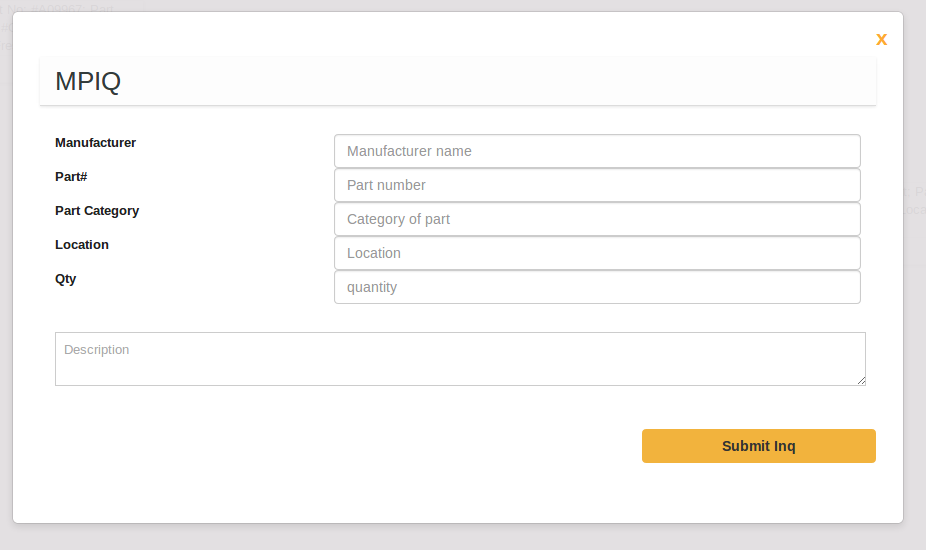 x
MPIQ
Manufacturer Manufacturer name
Part# Part number
Part Category Category of part
Location Location
Qty quantity
Description
Submit Inq